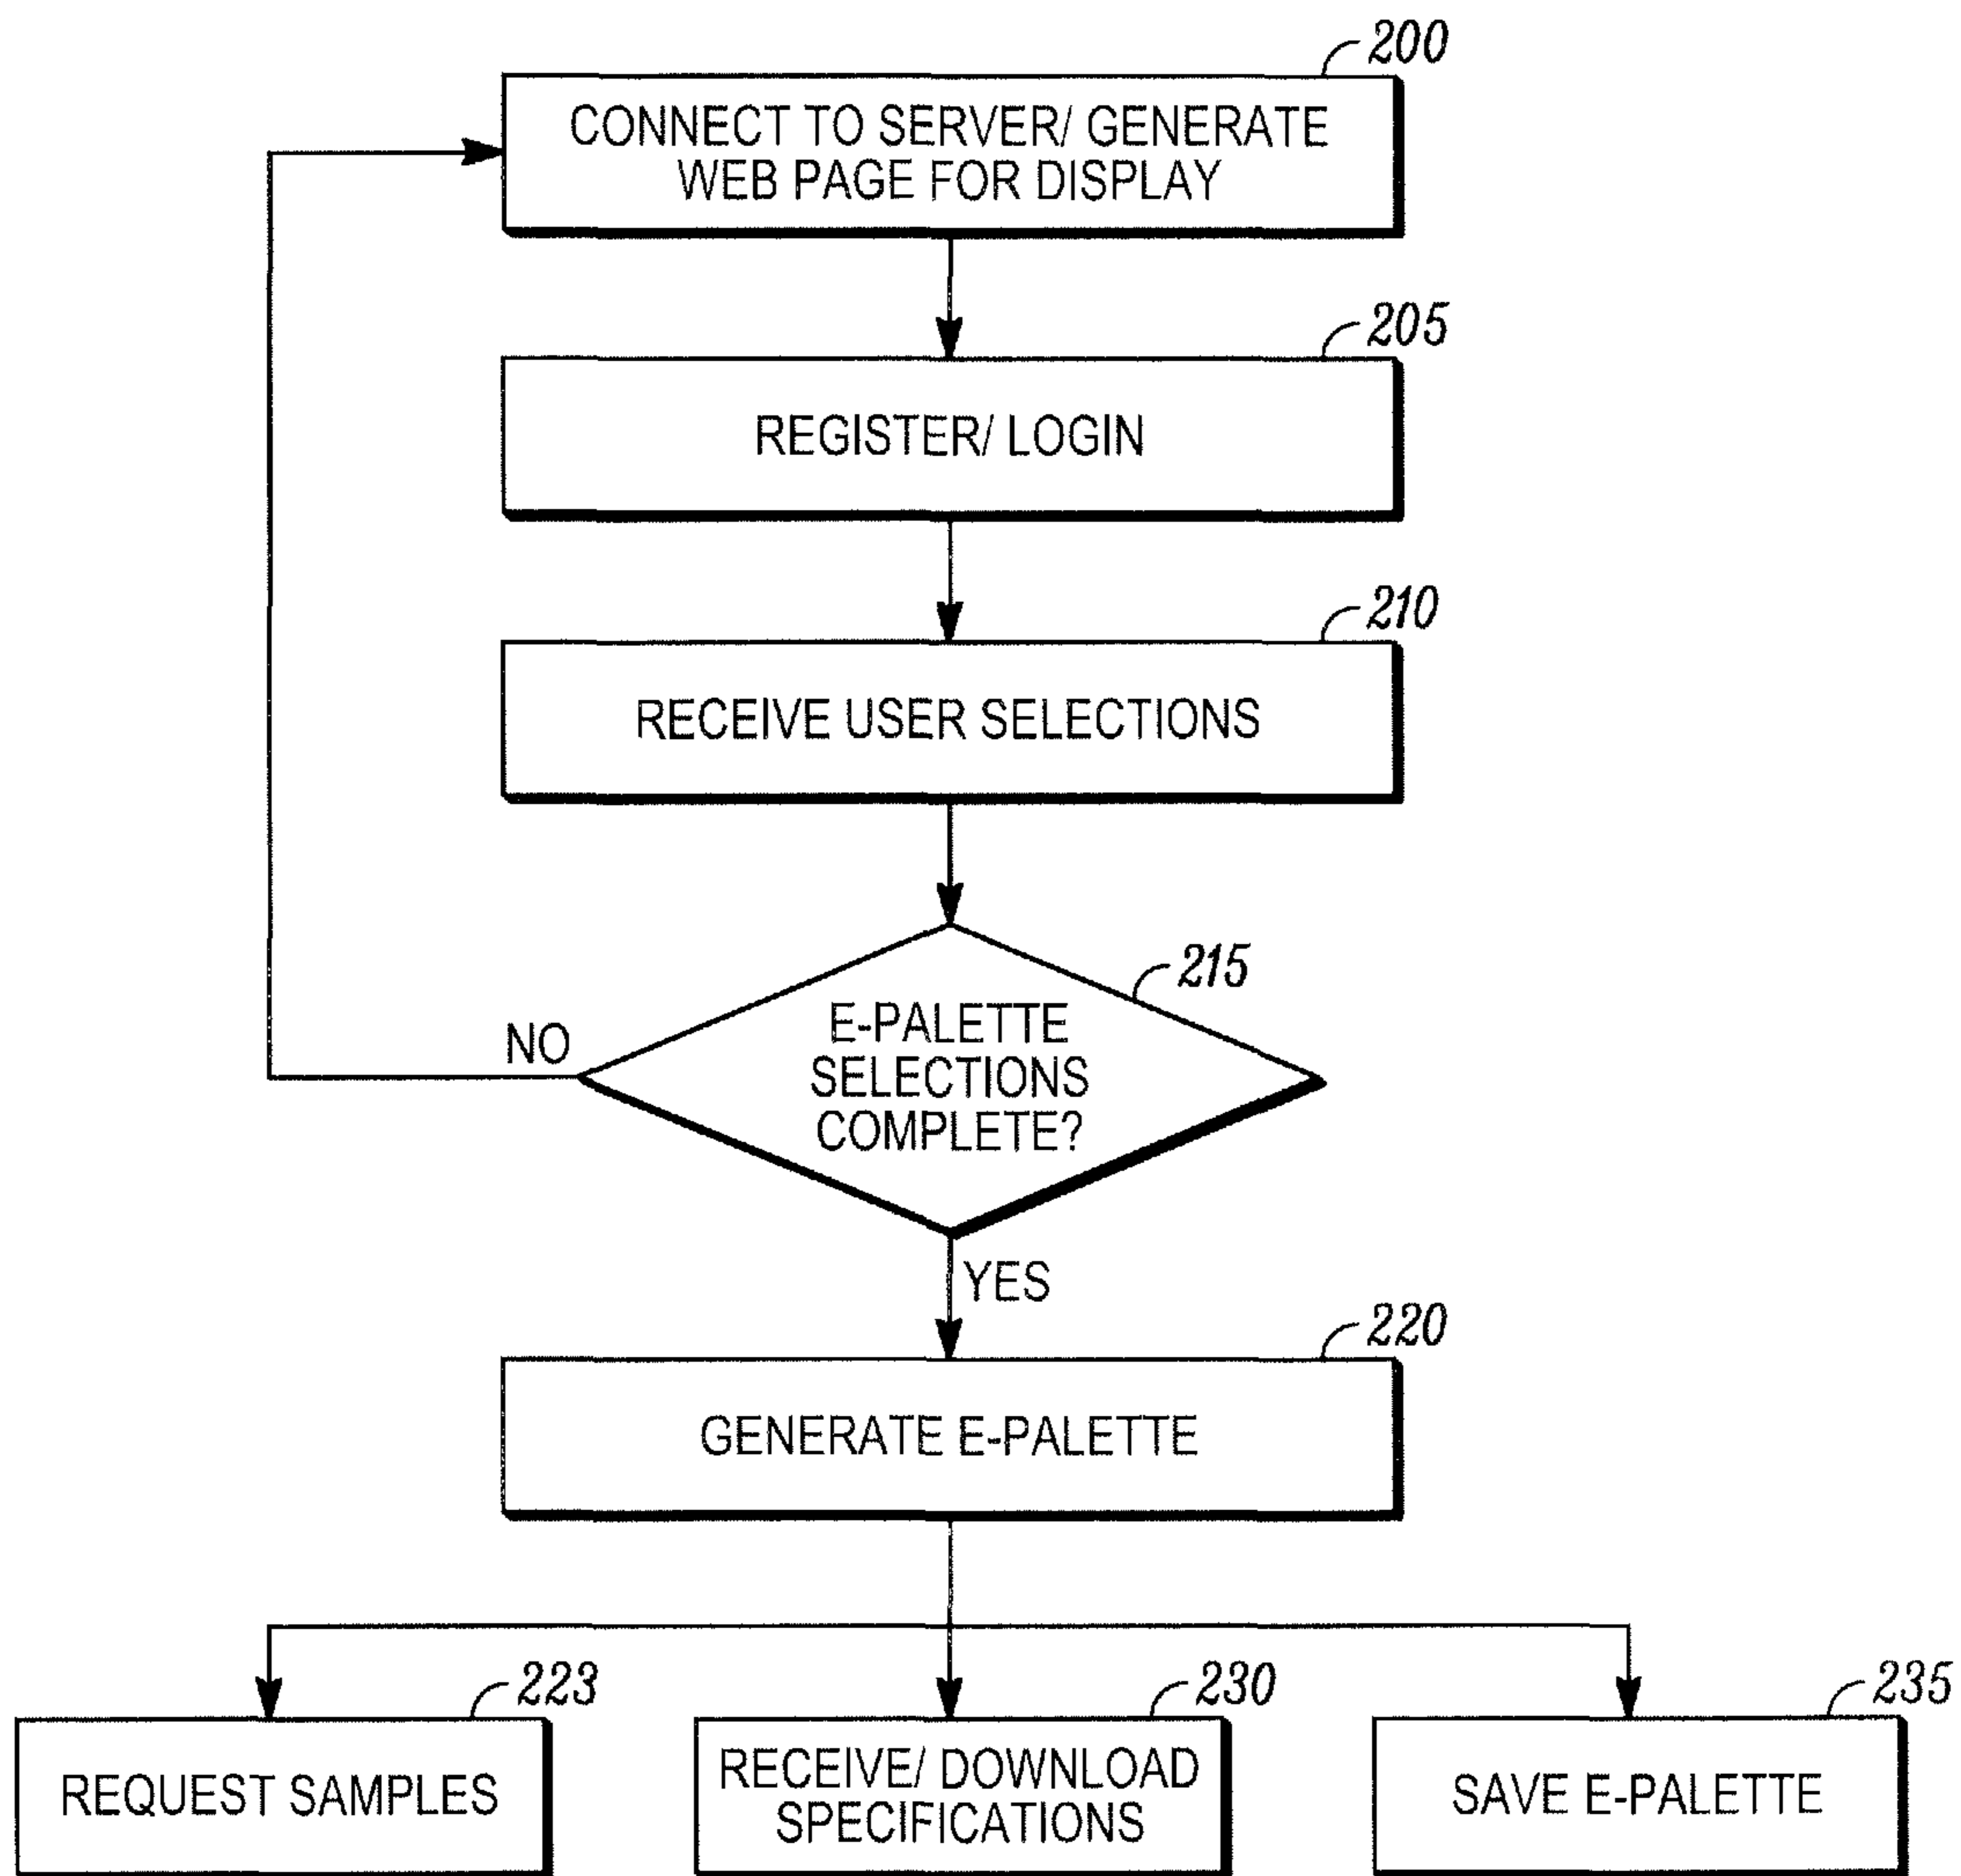 200
CONNECT TO SERVER/ GENERATE
WEB PAGE FOR DISPLAY
205
REGISTER/ LOGIN
210
RECEIVE USER SELECTIONS
215
E-PALETTE
SELECTIONS
COMPLETE?
NO
YES
220
GENERATE E-PALETTE
223
REQUEST SAMPLES
230
RECEIVE/ DOWNLOAD
SPECIFICATIONS
235
SAVE E-PALETTE